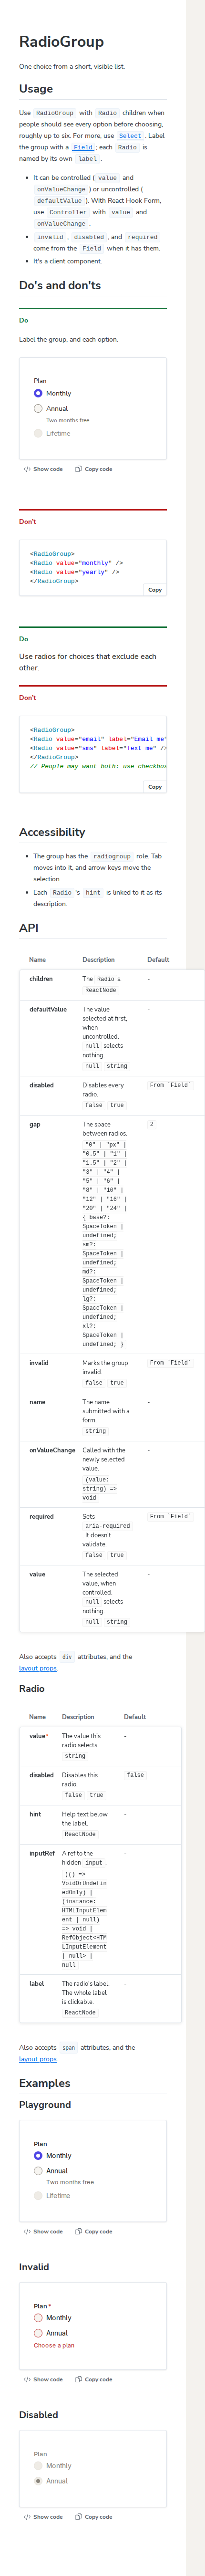 RadioGroup
One choice from a short, visible list.
Usage
Use RadioGroup with Radio children when
people should see every option before choosing,
roughly up to six. For more, use Select . Label
the group with a Field ; each Radio is
named by its own label .
It can be controlled ( value and
onValueChange ) or uncontrolled (
defaultValue ). With React Hook Form,
use Controller with value and
onValueChange .
invalid , disabled , and required
come from the Field when it has them.
It's a client component.
Do's and don'ts
Do
Label the group, and each option.
Plan
Monthly
Annual
Two months free
Lifetime
Show code Copy code
Don't
<RadioGroup>
<Radio value="monthly" />
<Radio value="yearly" />
</RadioGroup>
Copy
Do
Use radios for choices that exclude each
other.
Don't
<RadioGroup>
<Radio value="email" label="Email me"
<Radio value="sms" label="Text me" />
</RadioGroup>
// People may want both: use checkbox
Copy
Accessibility
The group has the radiogroup role. Tab
moves into it, and arrow keys move the
selection.
Each Radio 's hint is linked to it as its
description.
API
Name Description Default
children The Radio s. -
ReactNode
defaultValue The value -
selected at first,
when
uncontrolled.
null selects
nothing.
null string
disabled Disables every From `Field`
radio.
false true
gap The space 2
between radios.
"0" | "px" |
"0.5" | "1" |
"1.5" | "2" |
"3" | "4" |
"5" | "6" |
"8" | "10" |
"12" | "16" |
"20" | "24" |
{ base?:
SpaceToken |
undefined;
sm?:
SpaceToken |
undefined;
md?:
SpaceToken |
undefined;
lg?:
SpaceToken |
undefined;
xl?:
SpaceToken |
undefined; }
invalid Marks the group From `Field`
invalid.
false true
name The name -
submitted with a
form.
string
onValueChange Called with the -
newly selected
value.
(value:
string) =>
void
required Sets From `Field`
aria-required
. It doesn't
validate.
false true
value The selected -
value, when
controlled.
null selects
nothing.
null string
Also accepts div attributes, and the
layout props.
Radio
Name Description Default
value* The value this -
radio selects.
string
disabled Disables this false
radio.
false true
hint Help text below -
the label.
ReactNode
inputRef A ref to the -
hidden input .
(() =>
VoidOrUndefin
edOnly) |
(instance:
HTMLInputElem
ent | null)
=> void |
RefObject<HTM
LInputElement
| null> |
null
label The radio's label. -
The whole label
is clickable.
ReactNode
Also accepts span attributes, and the
layout props.
Examples
Playground
Plan
Monthly
Annual
Two months free
Lifetime
Show code Copy code
Invalid
Plan *
Monthly
Annual
Choose a plan
Show code Copy code
Disabled
Plan
Monthly
Annual
Show code Copy code